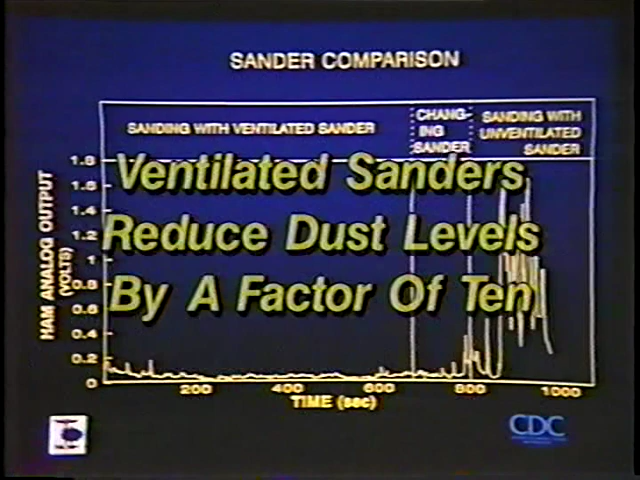 SANDER COMPARISON
SANDING WITH VENTILATED SANDER
CHANG-
ING
SANDER
SANDING WITH
UNVENTILATED
SANDER
Ventilated Sanders
Reduce Dust Levels
By A Factor Of Ten
HAM ANALOG OUTPUT
(VOLTS)
1.8
1.6
1.4
1.2
1
0.8
0.6
0.4
0.2
0
200
400
600
800
1000
TIME (sec)
CDC